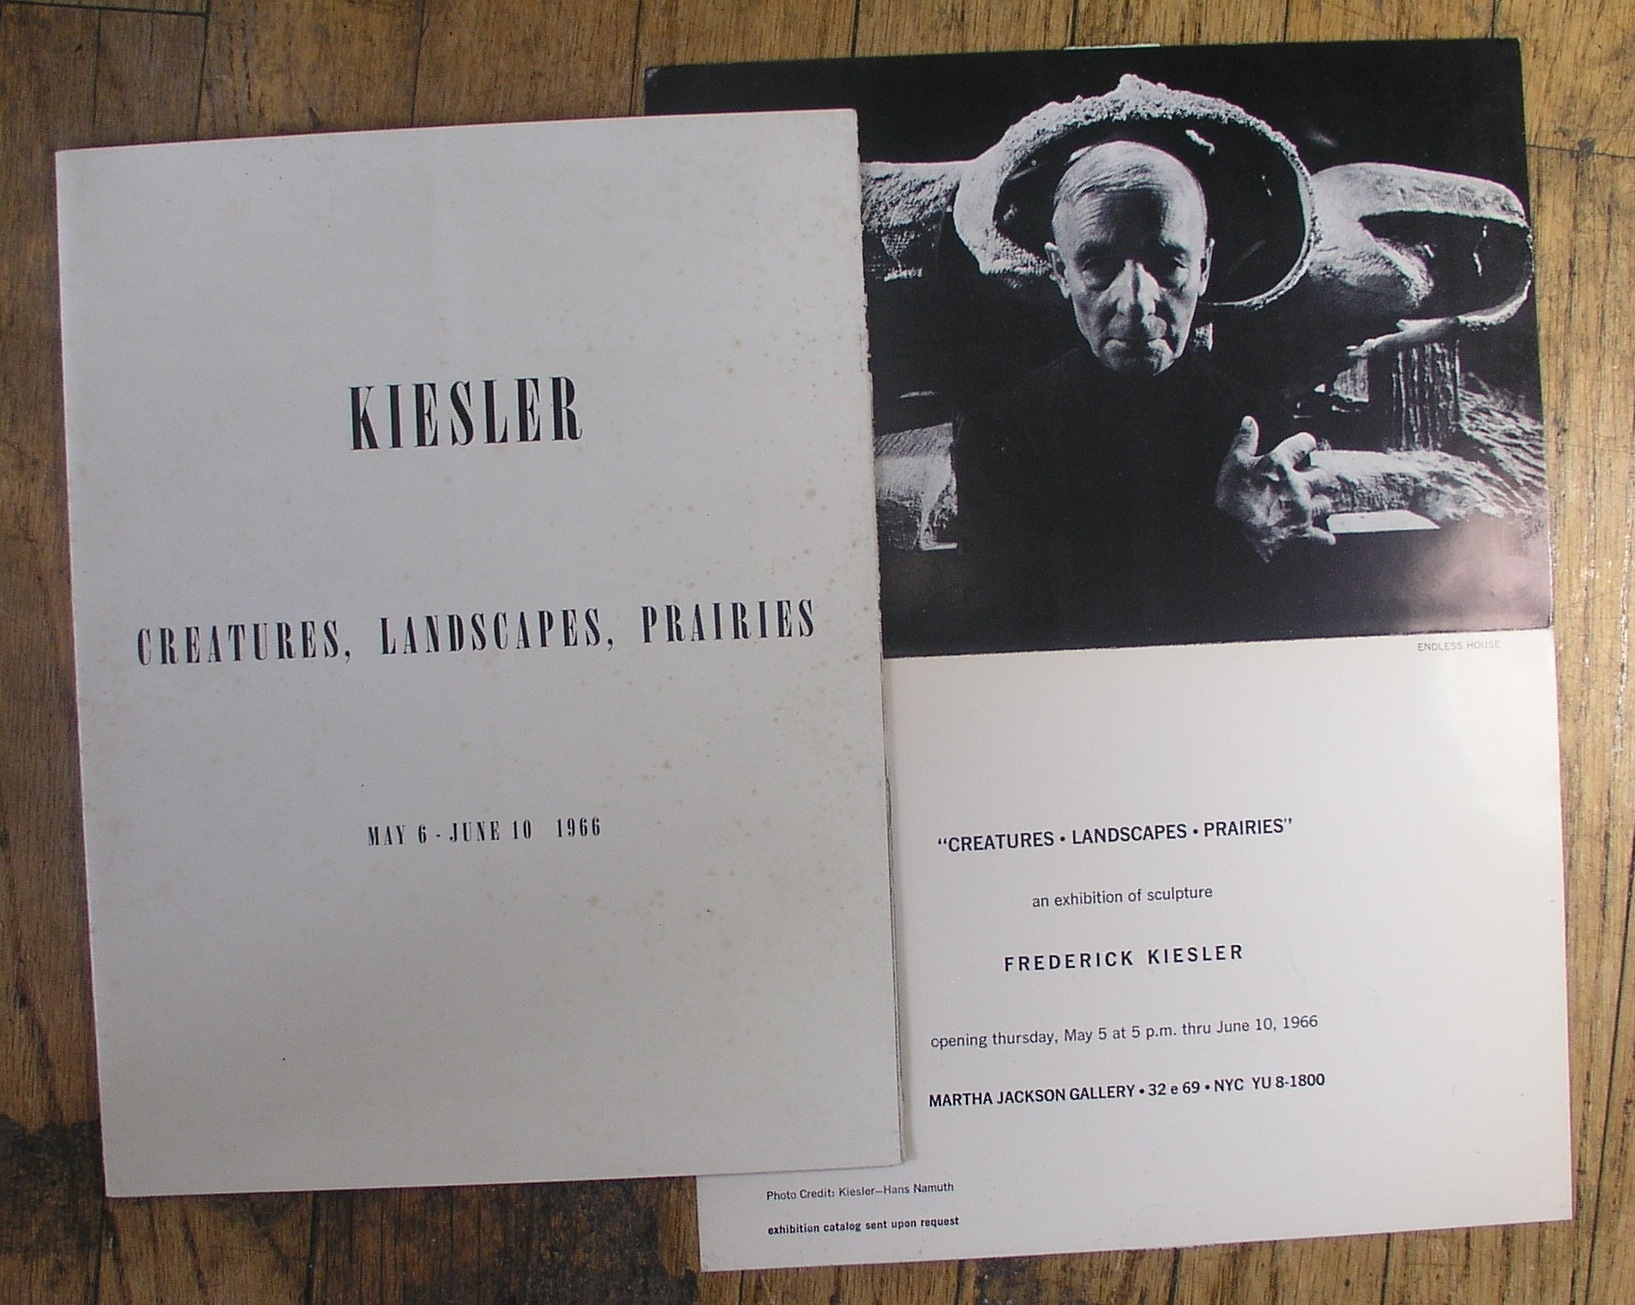 KIESLER
CREATURES, LANDSCAPES, PRAIRIES
MAY 6 - JUNE 10 1966
ENDLESS HOUSE
"CREATURES • LANDSCAPES • PRAIRIES"
an exhibition of sculpture
FREDERICK KIESLER
opening thursday, May 5 at 5 p.m. thru June 10, 1966
MARTHA JACKSON GALLERY • 32 e 69 • NYC YU 8-1800
Photo Credit: Kiesler—Hans Namuth
exhibition catalog sent upon request